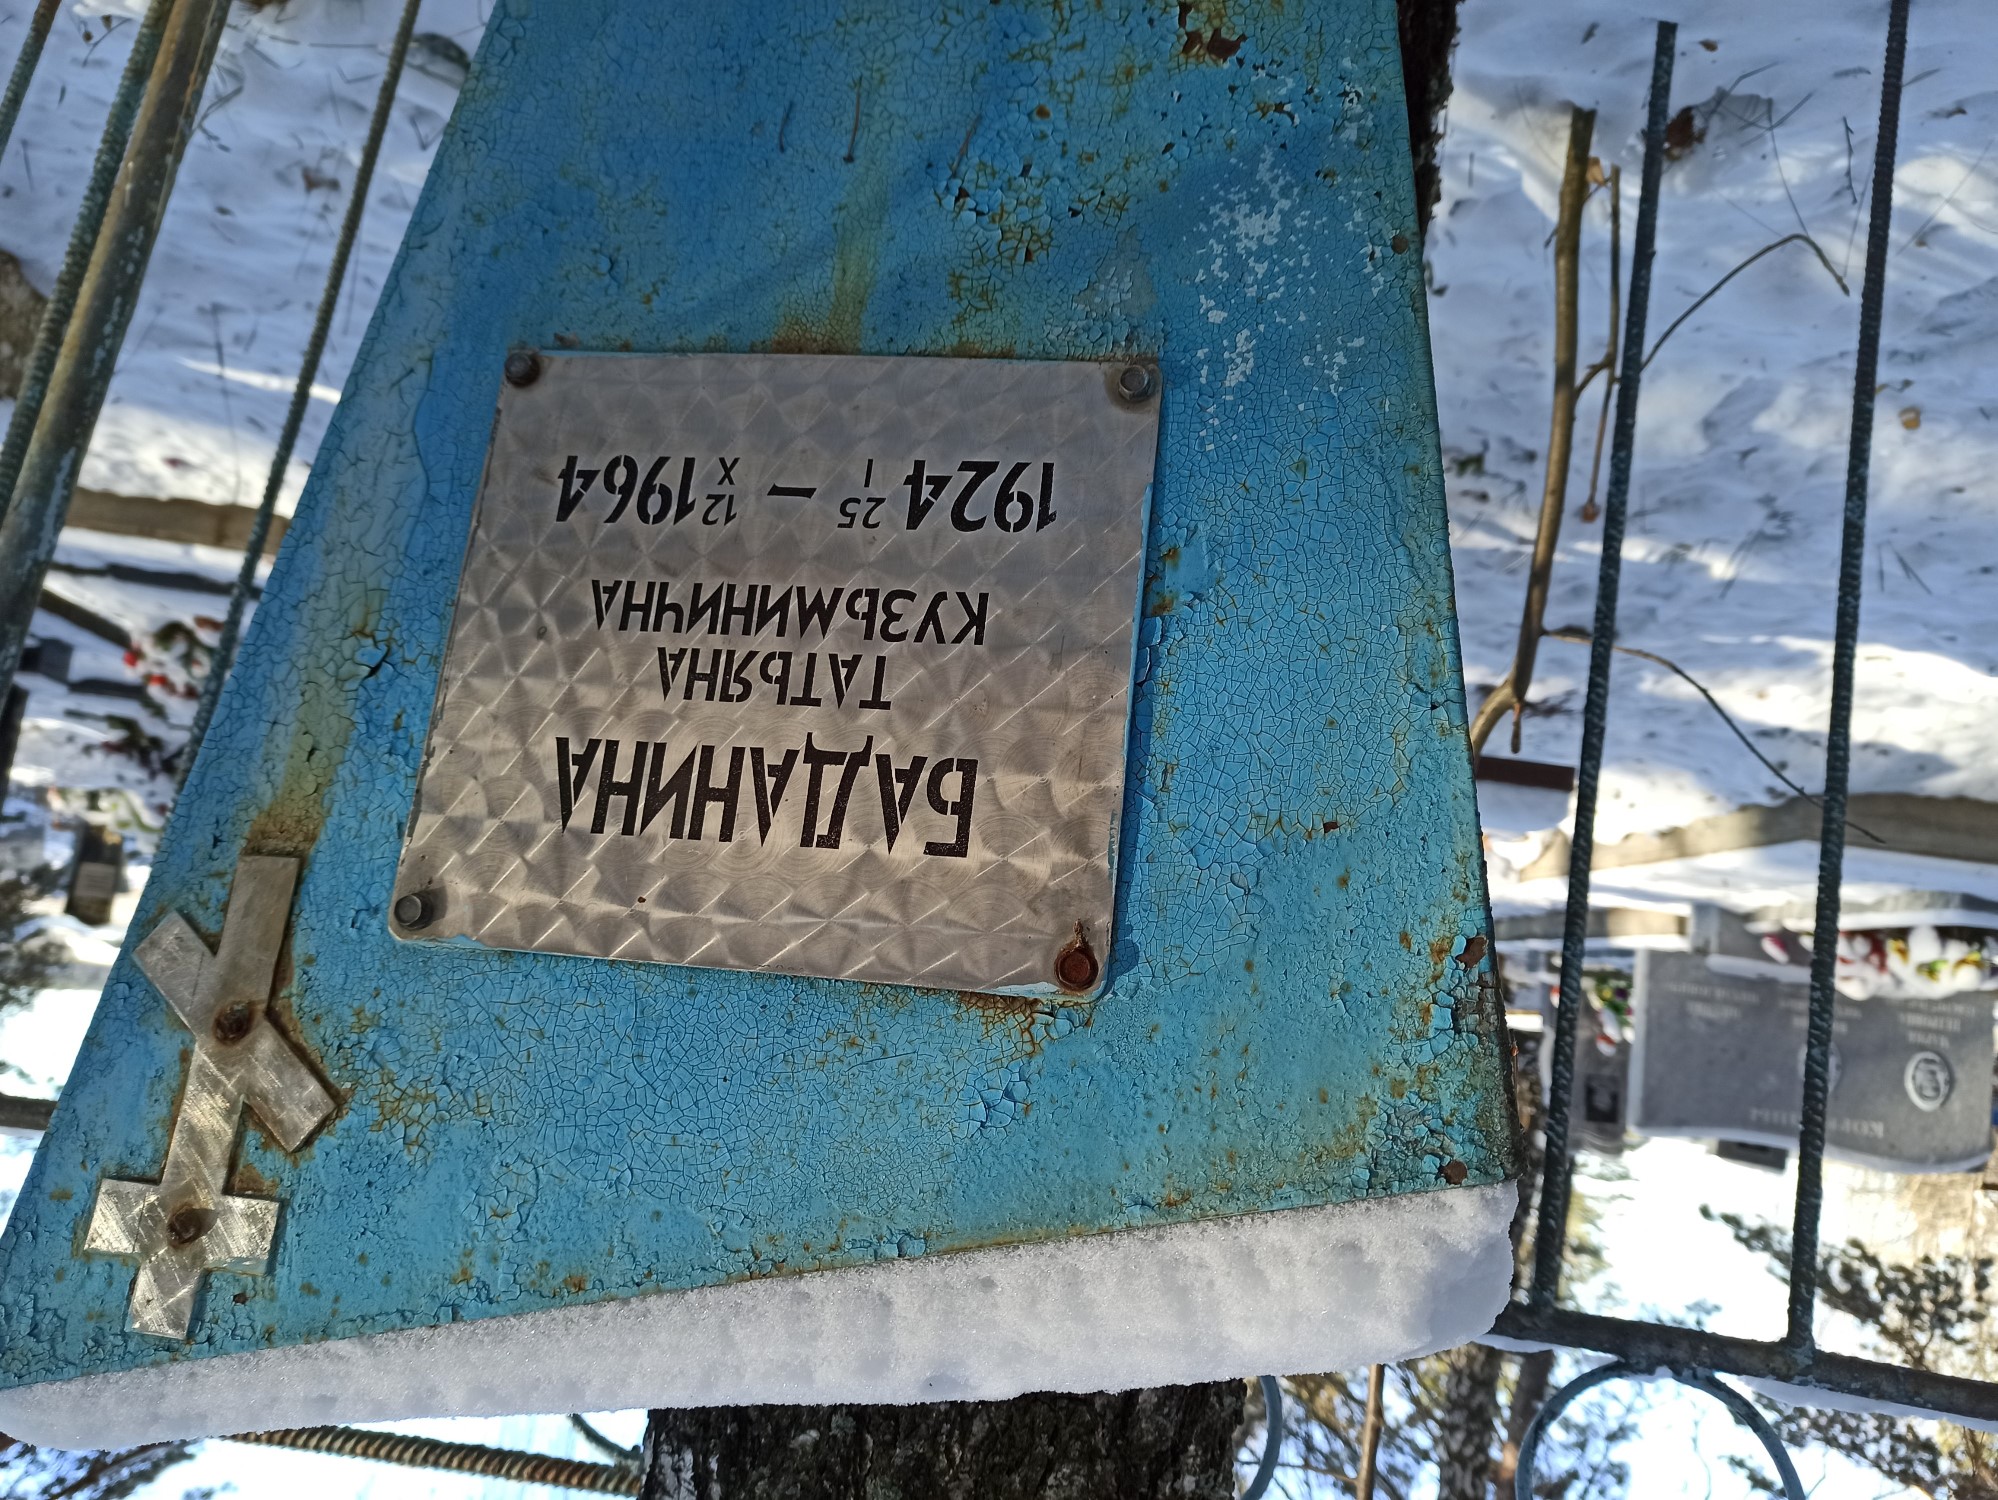 БАДАНИНА
ТАТЬЯНА
КУЗЬМИНИЧНА
1924 25/I – 12/X 1964